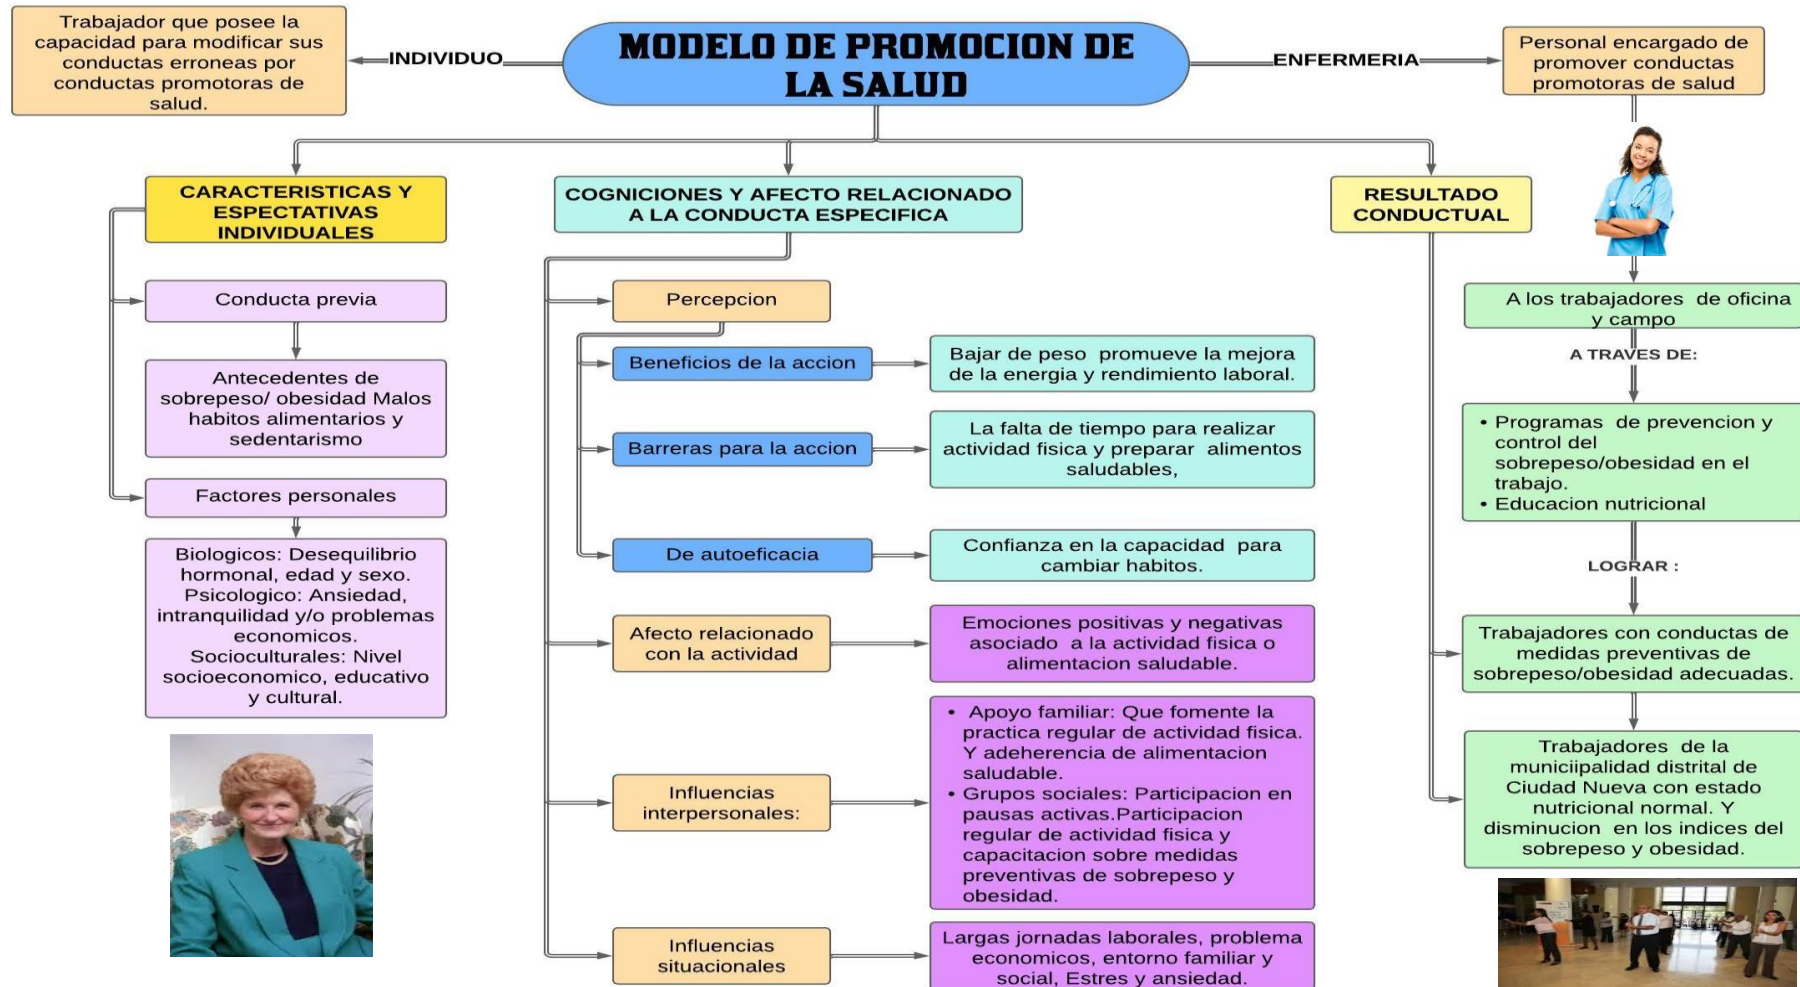 Trabajador que posee la
capacidad para modificar sus
conductas erroneas por
conductas promotoras de
salud.
INDIVIDUO
MODELO DE PROMOCION DE
LA SALUD
ENFERMERIA
Personal encargado de
promover conductas
promotoras de salud
CARACTERISTICAS Y
ESPECTATIVAS
INDIVIDUALES
Conducta previa
Antecedentes de
sobrepeso/ obesidad Malos
habitos alimentarios y
sedentarismo
Factores personales
Biologicos: Desequilibrio
hormonal, edad y sexo.
Psicologico: Ansiedad,
intranquilidad y/o problemas
economicos.
Socioculturales: Nivel
socioeconomico, educativo
y cultural.
COGNICIONES Y AFECTO RELACIONADO
A LA CONDUCTA ESPECIFICA
Percepcion
Beneficios de la accion
Bajar de peso promueve la mejora
de la energia y rendimiento laboral.
Barreras para la accion
La falta de tiempo para realizar
actividad fisica y preparar alimentos
saludables,
De autoeficacia
Confianza en la capacidad para
cambiar habitos.
Afecto relacionado
con la actividad
Emociones positivas y negativas
asociado a la actividad fisica o
alimentacion saludable.
Influencias
interpersonales:
• Apoyo familiar: Que fomente la
practica regular de actividad fisica.
Y adeherencia de alimentacion
saludable.
• Grupos sociales: Participacion en
pausas activas.Participacion
regular de actividad fisica y
capacitacion sobre medidas
preventivas de sobrepeso y
obesidad.
Influencias
situacionales
Largas jornadas laborales, problema
economicos, entorno familiar y
social, Estres y ansiedad.
RESULTADO
CONDUCTUAL
A los trabajadores de oficina
y campo
A TRAVES DE:
• Programas de prevencion y
control del
sobrepeso/obesidad en el
trabajo.
• Educacion nutricional
LOGRAR :
Trabajadores con conductas de
medidas preventivas de
sobrepeso/obesidad adecuadas.
Trabajadores de la
municiipalidad distrital de
Ciudad Nueva con estado
nutricional normal. Y
disminucion en los indices del
sobrepeso y obesidad.